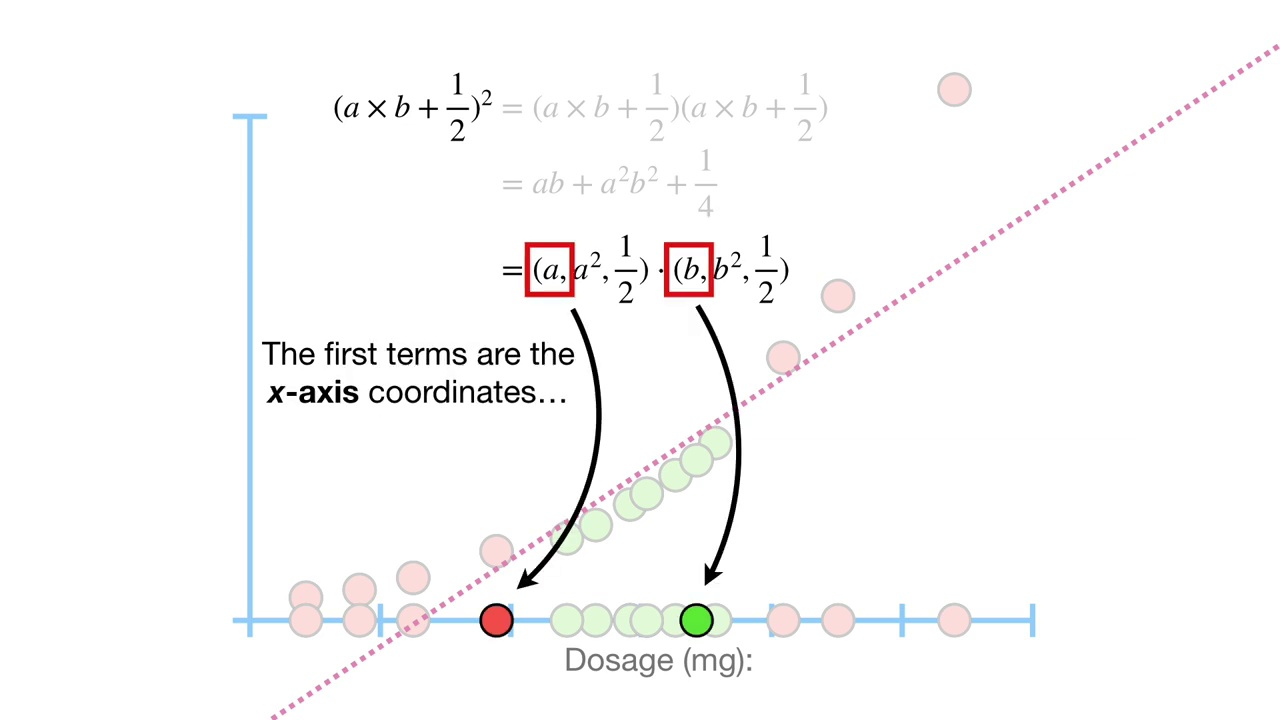 (a × b + 1/2)² = (a × b + 1/2)(a × b + 1/2)
= ab + a²b² + 1/4
= (a, a², 1/2) · (b, b², 1/2)
The first terms are the
x-axis coordinates…
Dosage (mg):